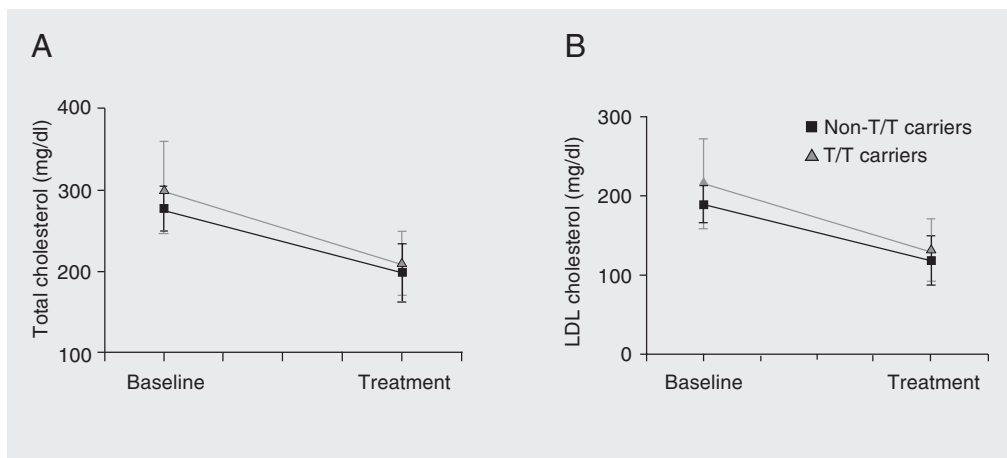 A
Total cholesterol (mg/dl)
400
300
200
100
Baseline Treatment
B
LDL cholesterol (mg/dl)
300
200
100
0
Non-T/T carriers
T/T carriers
Baseline Treatment